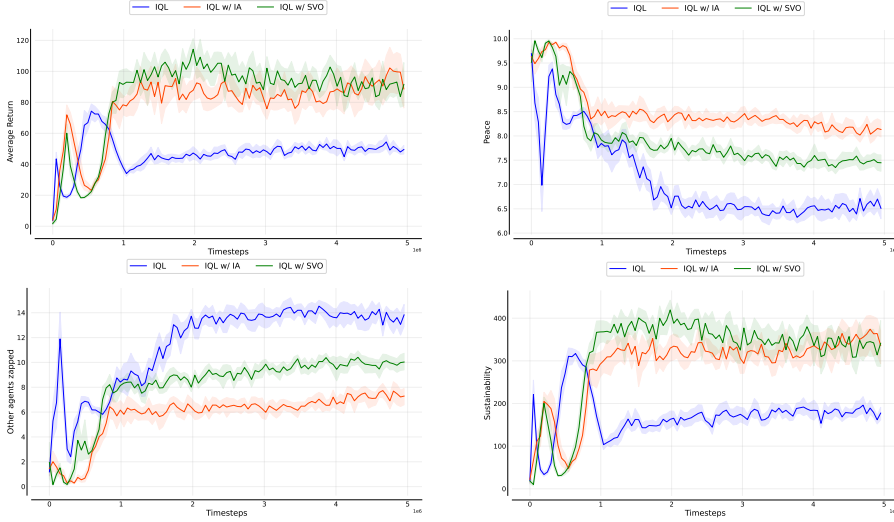 IQL IQL w/ IA IQL w/ SVO
Average Return
120
100
80
60
40
20
0
0 1 2 3 4 5
Timesteps
1e6
IQL IQL w/ IA IQL w/ SVO
Peace
10.0
9.5
9.0
8.5
8.0
7.5
7.0
6.5
6.0
0 1 2 3 4 5
Timesteps
IQL IQL w/ IA IQL w/ SVO
Other agents zapped
14
12
10
8
6
4
2
0
0 1 2 3 4 5
Timesteps
1e6
IQL IQL w/ IA IQL w/ SVO
Sustainability
400
300
200
100
0
0 1 2 3 4 5
Timesteps